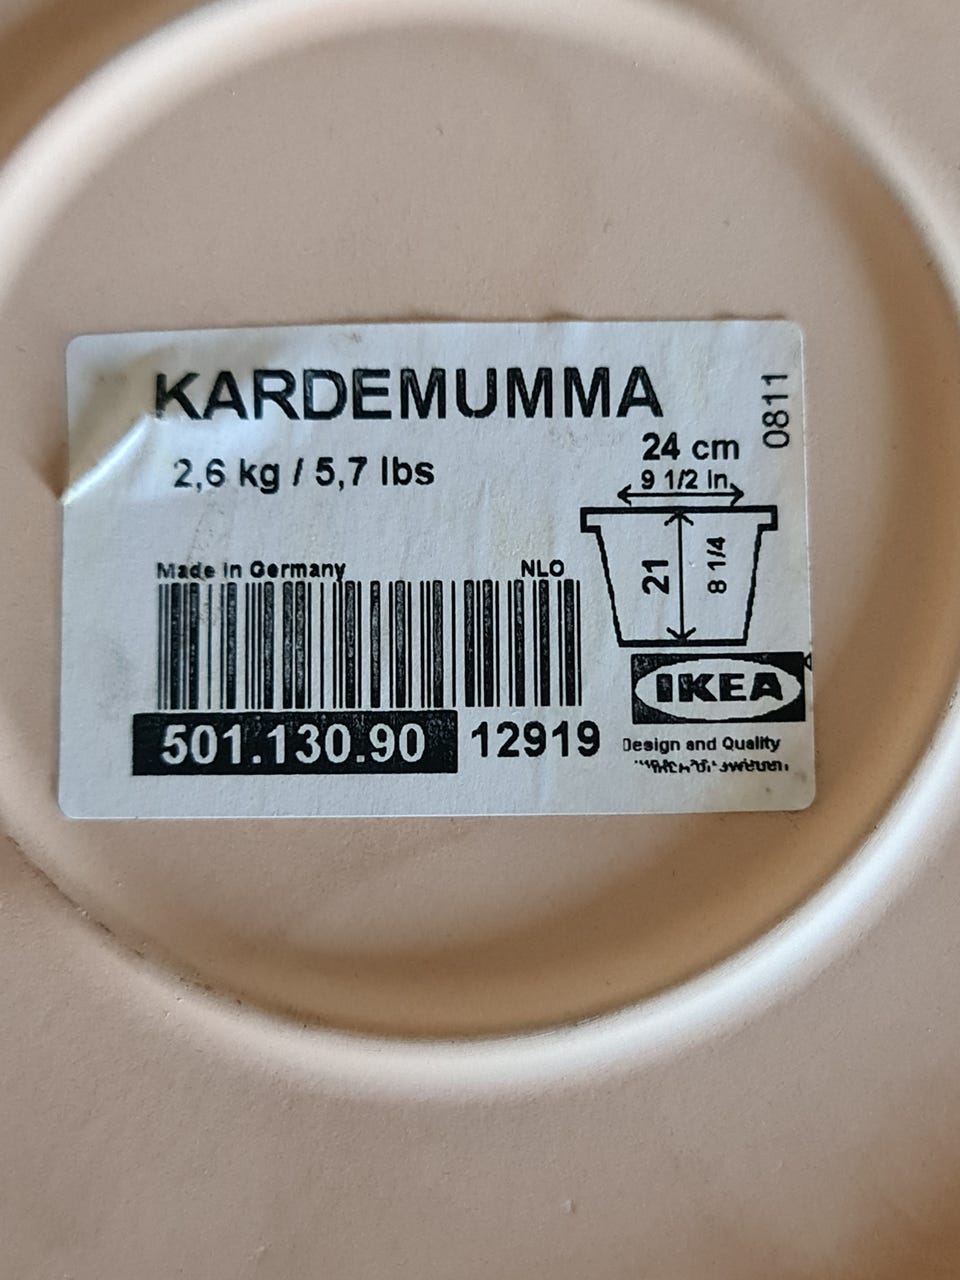 KARDEMUMMA
0811
2,6 kg / 5,7 lbs
24 cm
9 1/2 in.
21
8 1/4
Made in Germany
NLO
501.130.90
12919
IKEA
Design and Quality